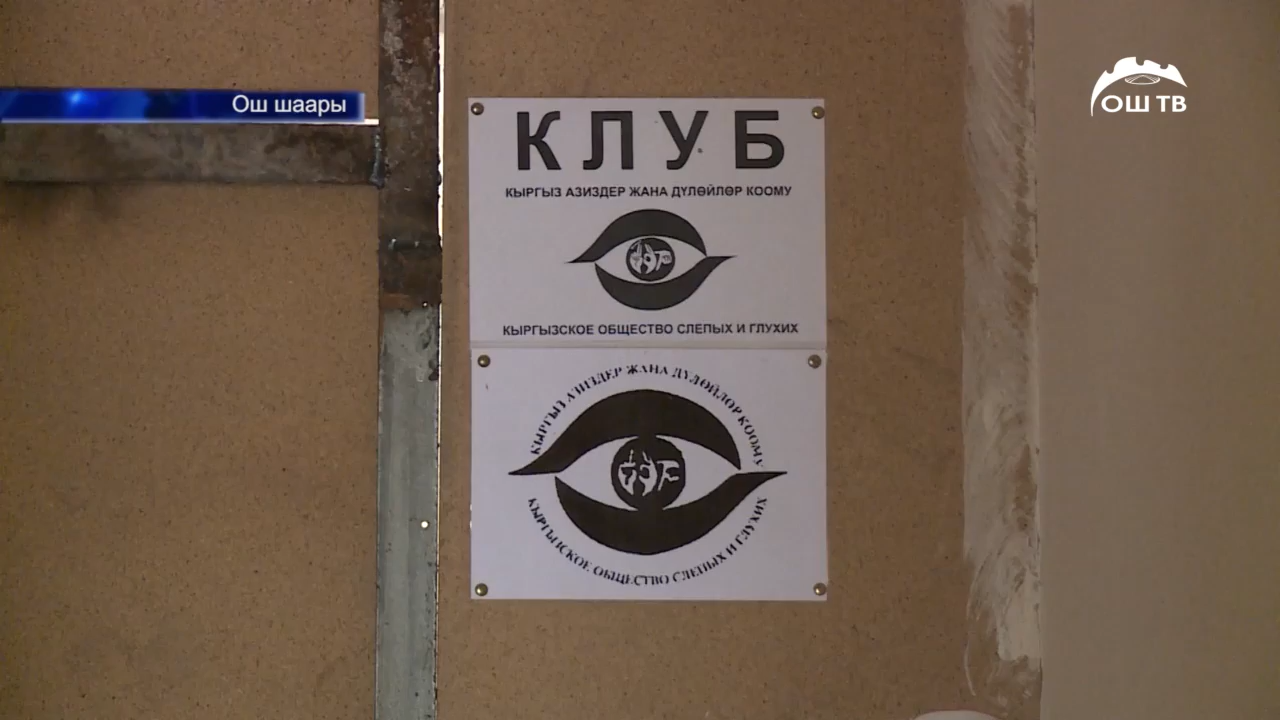 Ош шаары
ОШ ТВ
КЛУБ
КЫРГЫЗ АЗИЗДЕР ЖАНА ДҮЛӨЙЛӨР КООМУ
КЫРГЫЗСКОЕ ОБЩЕСТВО СЛЕПЫХ И ГЛУХИХ
КЫРГЫЗ АЗИЗДЕР ЖАНА ДҮЛӨЙЛӨР КООМУ
КЫРГЫЗСКОЕ ОБЩЕСТВО СЛЕПЫХ И ГЛУХИХ